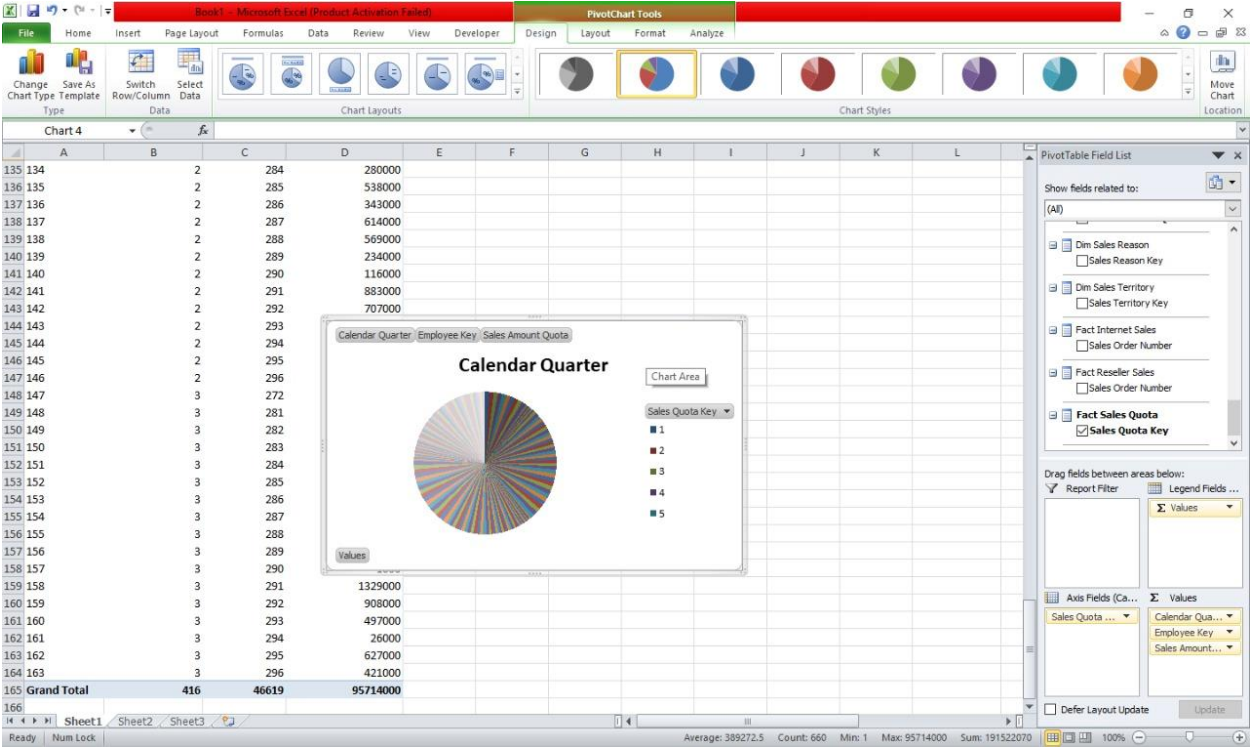 Book1 - Microsoft Excel (Product Activation Failed)
PivotChart Tools
File Home Insert Page Layout Formulas Data Review View Developer Design Layout Format Analyze
Change Chart Type
Save As Template
Switch Row/Column
Select Data
Move Chart
Type Data Chart Layouts Chart Styles Location
Chart 4 fx
A B C D E F G H I J K L
135 134 2 284 280000
136 135 2 285 538000
137 136 2 286 343000
138 137 2 287 614000
139 138 2 288 569000
140 139 2 289 234000
141 140 2 290 116000
142 141 2 291 883000
143 142 2 292 707000
144 143 2 293
145 144 2 294
146 145 2 295
147 146 2 296
148 147 3 272
149 148 3 281
150 149 3 282
151 150 3 283
152 151 3 284
153 152 3 285
154 153 3 286
155 154 3 287
156 155 3 288
157 156 3 289
158 157 3 290
159 158 3 291 1329000
160 159 3 292 908000
161 160 3 293 497000
162 161 3 294 26000
163 162 3 295 627000
164 163 3 296 421000
165 Grand Total 416 46619 95714000
166
Calendar Quarter Employee Key Sales Amount Quota
Calendar Quarter
Chart Area
Sales Quota Key
1
2
3
4
5
Values
PivotTable Field List
Show fields related to:
(All)
Dim Sales Reason
Sales Reason Key
Dim Sales Territory
Sales Territory Key
Fact Internet Sales
Sales Order Number
Fact Reseller Sales
Sales Order Number
Fact Sales Quota
Sales Quota Key
Drag fields between areas below:
Report Filter Legend Fields ...
Σ Values
Axis Fields (Ca... Σ Values
Sales Quota ... Calendar Qua...
Employee Key
Sales Amount...
Defer Layout Update Update
Sheet1 Sheet2 Sheet3
Ready Num Lock Average: 389272.5 Count: 660 Min: 1 Max: 95714000 Sum: 191522070 100%